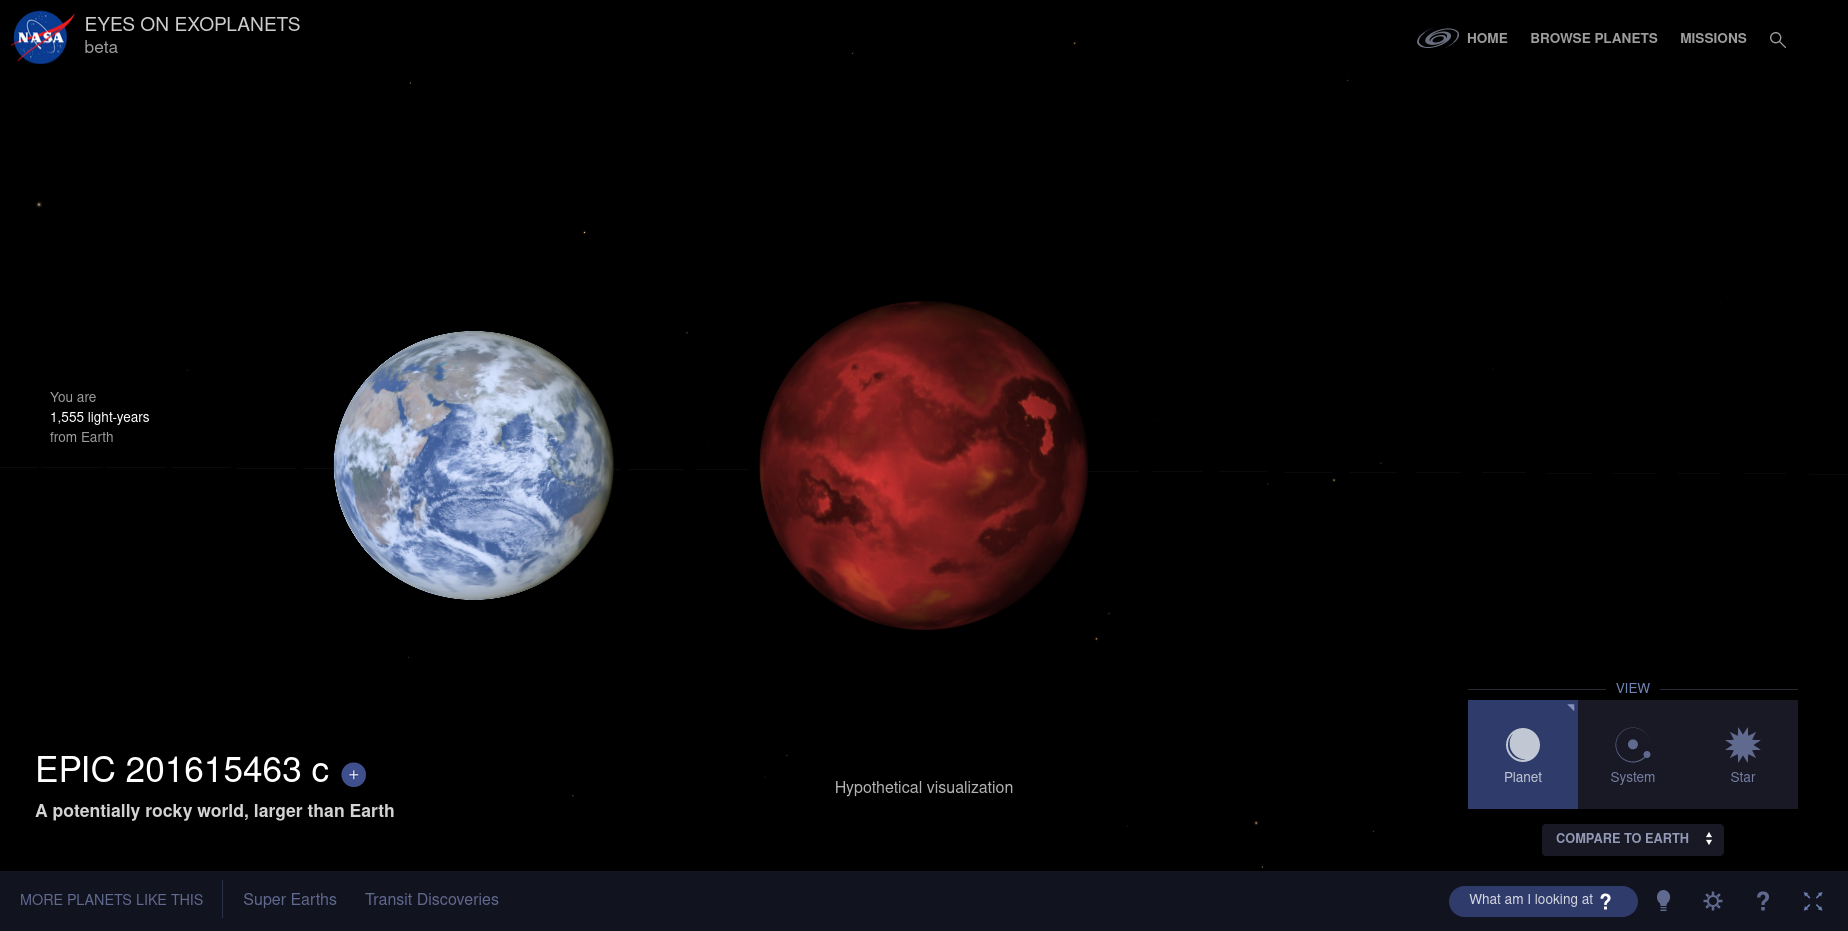 NASA
EYES ON EXOPLANETS
beta
HOME
BROWSE PLANETS
MISSIONS
You are
1,555 light-years
from Earth
EPIC 201615463 c +
A potentially rocky world, larger than Earth
Hypothetical visualization
VIEW
Planet
System
Star
COMPARE TO EARTH
MORE PLANETS LIKE THIS
Super Earths
Transit Discoveries
What am I looking at ?
?